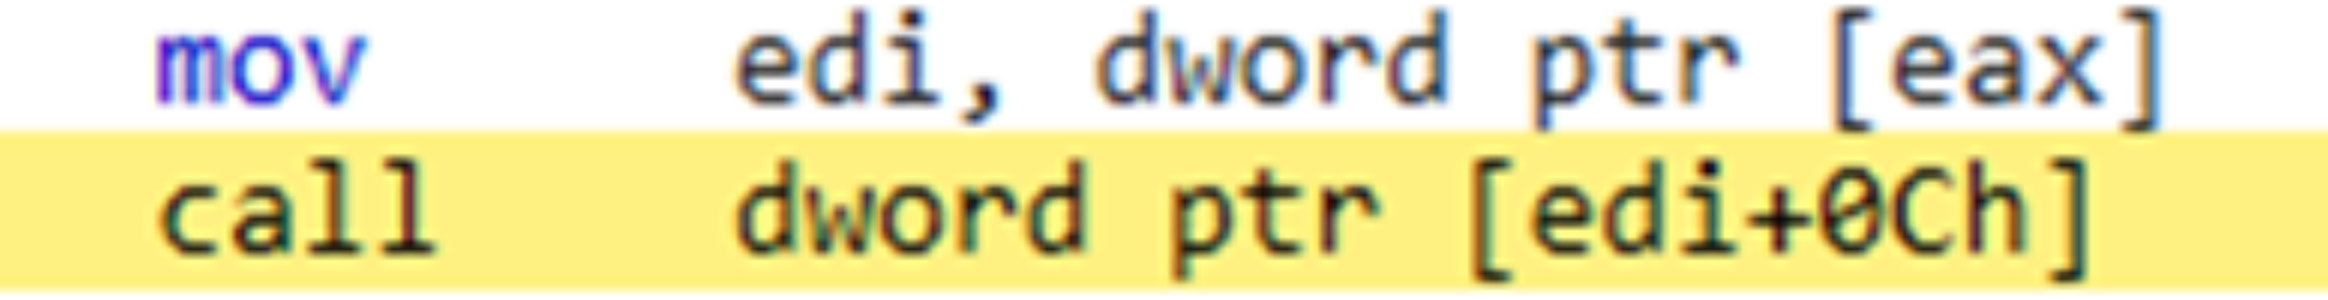 mov edi, dword ptr [eax]
call dword ptr [edi+0Ch]